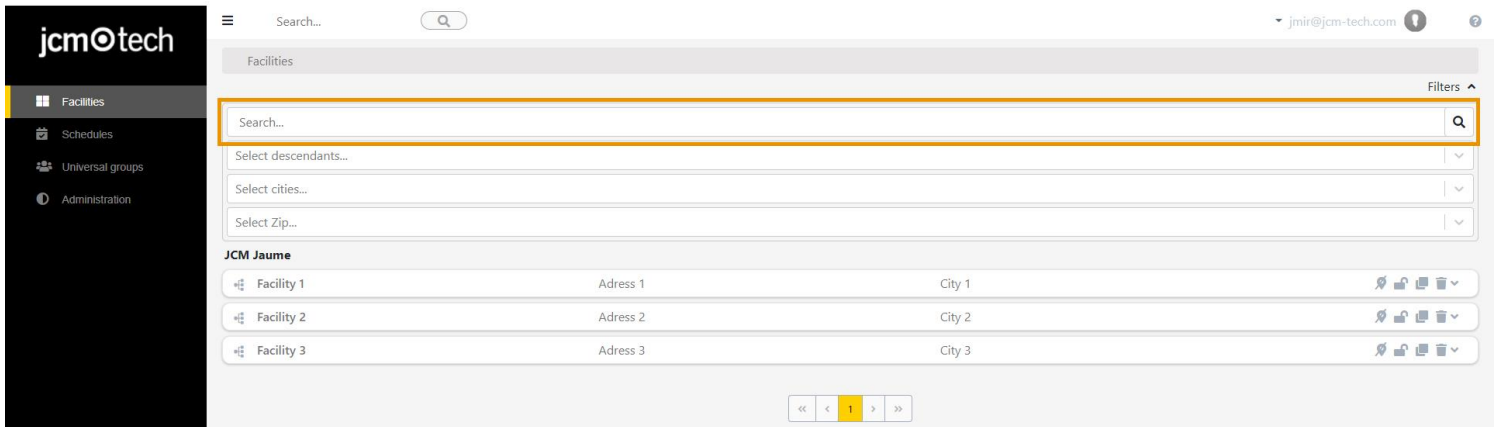 jcm tech
Search...
jmir@jcm-tech.com
Facilities
Filters
Facilities
Schedules
Universal groups
Administration
Search...
Select descendants...
Select cities...
Select Zip...
JCM Jaume
Facility 1 Adress 1 City 1
Facility 2 Adress 2 City 2
Facility 3 Adress 3 City 3
« < 1 > »